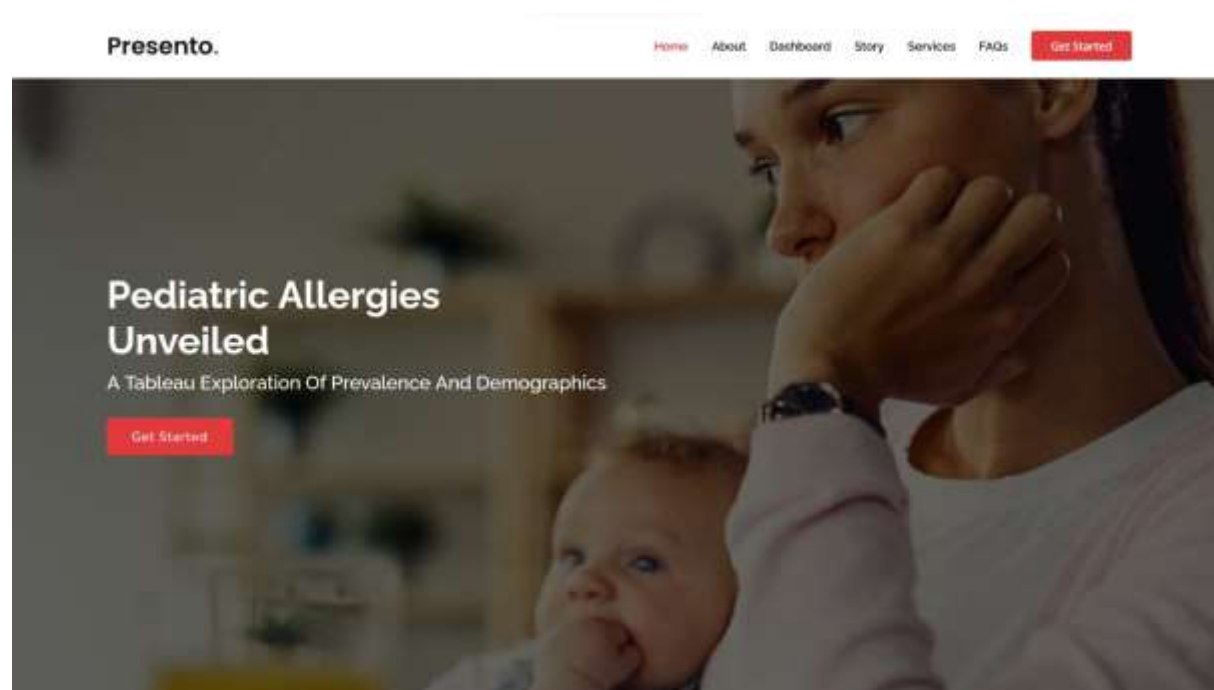 Presento.
Home About Dashboard Story Services FAQs Get Started
Pediatric Allergies
Unveiled
A Tableau Exploration Of Prevalence And Demographics
Get Started